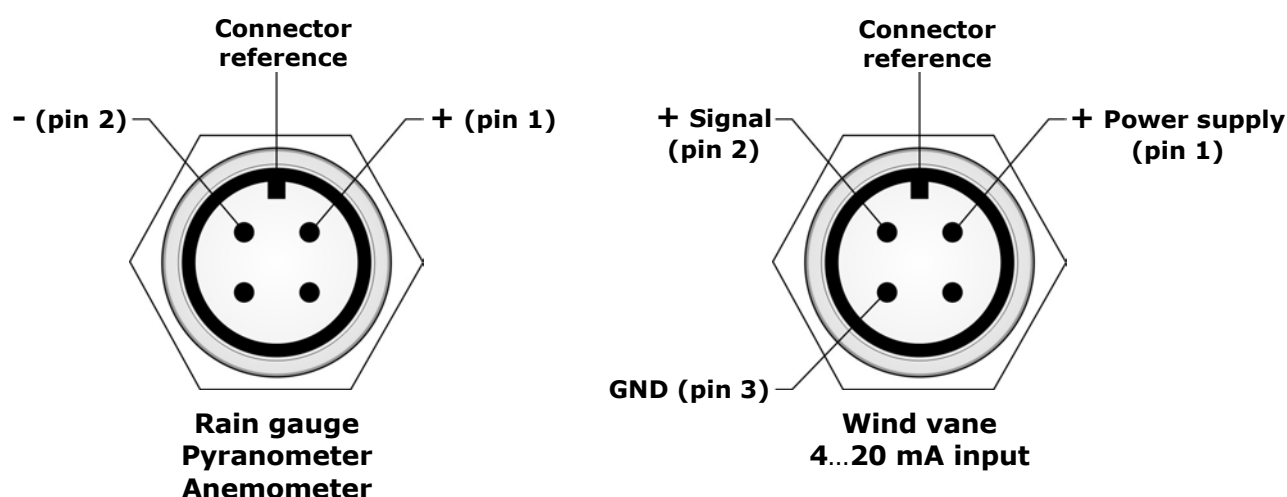 Connector
reference
- (pin 2)
+ (pin 1)
Rain gauge
Pyranometer
Anemometer
Connector
reference
+ Signal
(pin 2)
+ Power supply
(pin 1)
GND (pin 3)
Wind vane
4...20 mA input